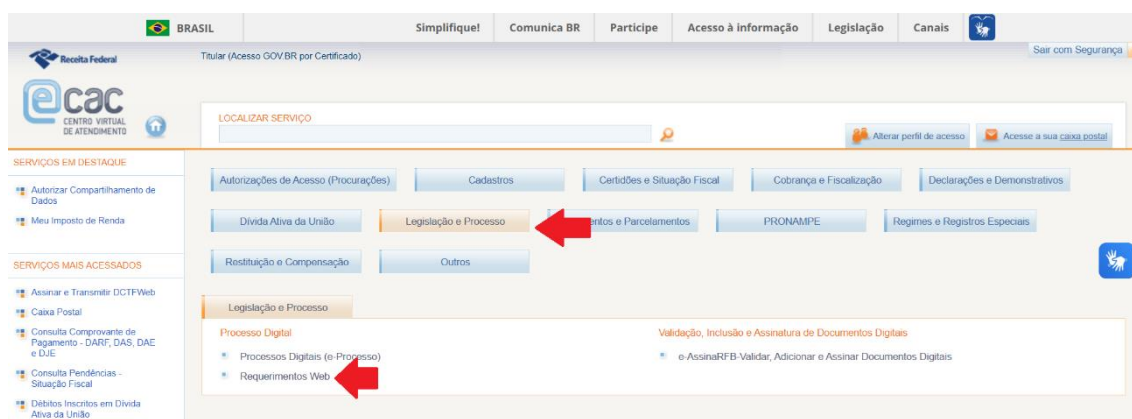 BRASIL
Simplifique!
Comunica BR
Participe
Acesso à informação
Legislação
Canais
Receita Federal
Titular (Acesso GOV.BR por Certificado)
Sair com Segurança
ecac
CENTRO VIRTUAL
DE ATENDIMENTO
LOCALIZAR SERVIÇO
Alterar perfil de acesso
Acesse a sua caixa postal
SERVIÇOS EM DESTAQUE
Autorizar Compartilhamento de
Dados
Meu Imposto de Renda
SERVIÇOS MAIS ACESSADOS
Assinar e Transmitir DCTFWeb
Caixa Postal
Consulta Comprovante de
Pagamento - DARF, DAS, DAE
e DJE
Consulta Pendências -
Situação Fiscal
Débitos Inscritos em Dívida
Ativa da União
Autorizações de Acesso (Procurações)
Cadastros
Certidões e Situação Fiscal
Cobrança e Fiscalização
Declarações e Demonstrativos
Dívida Ativa da União
Legislação e Processo
e Parcelamentos
PRONAMPE
Regimes e Registros Especiais
Restituição e Compensação
Outros
Legislação e Processo
Processo Digital
Processos Digitais (e-Processo)
Requerimentos Web
Validação, Inclusão e Assinatura de Documentos Digitais
e-AssinaRFB-Validar, Adicionar e Assinar Documentos Digitais